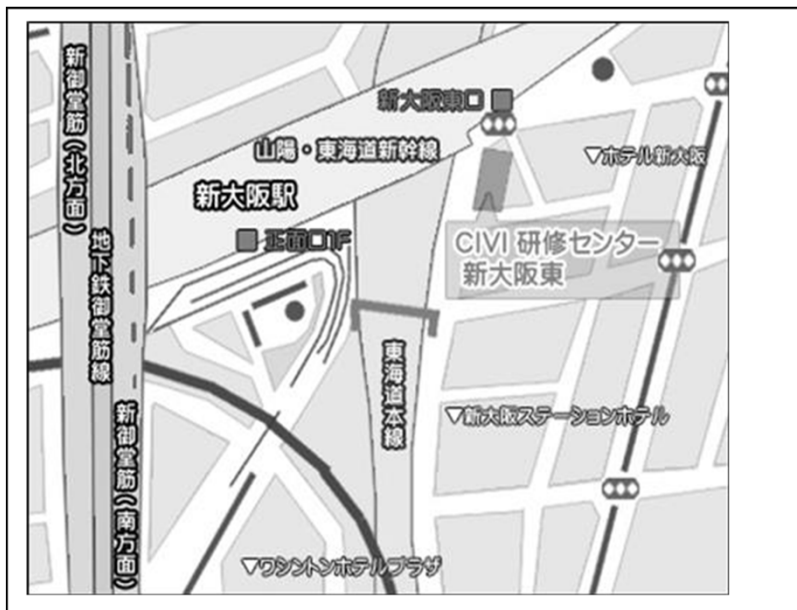 新御堂筋(北方面)
新大阪東口
山陽・東海道新幹線
▼ホテル新大阪
新大阪駅
正面口1F
CIVI 研修センター
新大阪東
地下鉄御堂筋線
東海道本線
▽新大阪ステーションホテル
新御堂筋(南方面)
▽ワシントンホテルプラザ